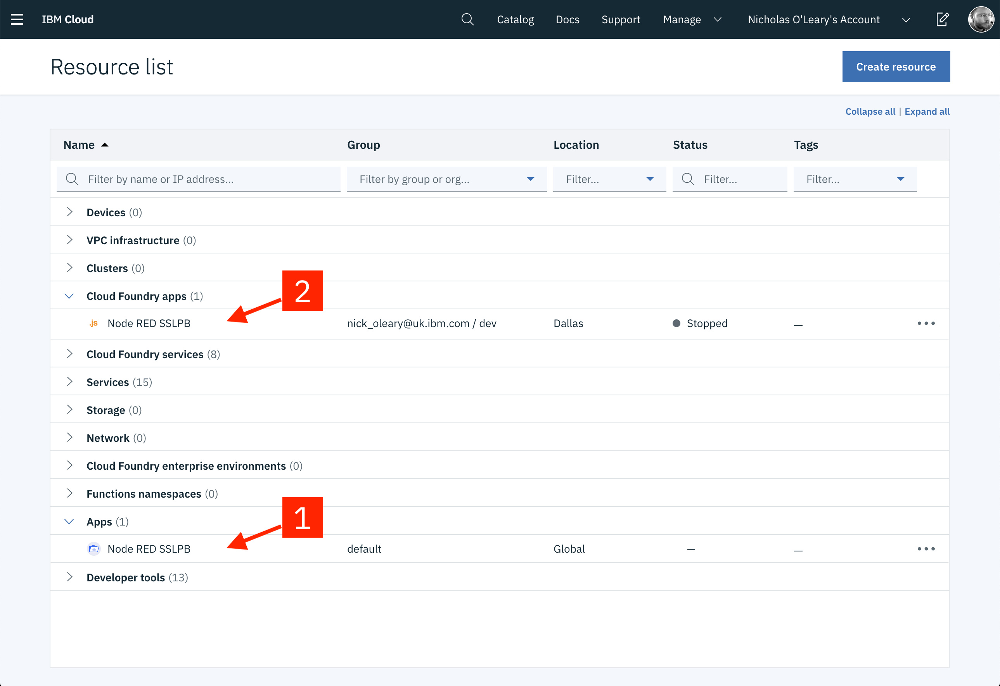 IBM Cloud Catalog Docs Support Manage Nicholas O'Leary's Account
Resource list Create resource
Collapse all | Expand all
Name Group Location Status Tags
Filter by name or IP address... Filter by group or org... Filter... Filter... Filter...
Devices (0)
VPC infrastructure (0)
Clusters (0)
2
Cloud Foundry apps (1)
.js Node RED SSLPB nick_oleary@uk.ibm.com / dev Dallas Stopped —
Cloud Foundry services (8)
Services (15)
Storage (0)
Network (0)
Cloud Foundry enterprise environments (0)
Functions namespaces (0)
1
Apps (1)
Node RED SSLPB default Global — —
Developer tools (13)